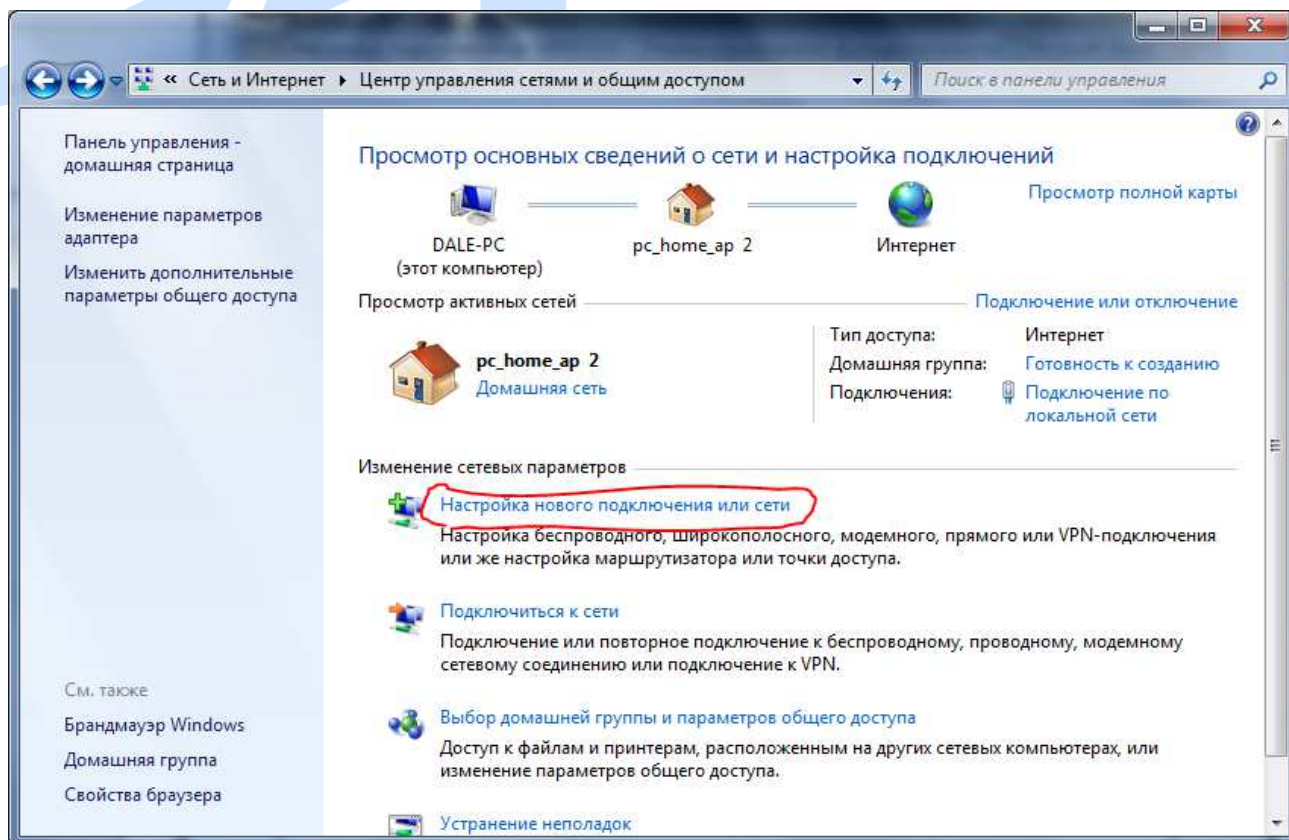 « Сеть и Интернет ▸ Центр управления сетями и общим доступом
Поиск в панели управления
Панель управления -
домашняя страница
Изменение параметров
адаптера
Изменить дополнительные
параметры общего доступа
См. также
Брандмауэр Windows
Домашняя группа
Свойства браузера
Просмотр основных сведений о сети и настройка подключений
Просмотр полной карты
DALE-PC
(этот компьютер)
pc_home_ap 2
Интернет
Просмотр активных сетей
Подключение или отключение
pc_home_ap 2
Домашняя сеть
Тип доступа: Интернет
Домашняя группа: Готовность к созданию
Подключения: Подключение по
локальной сети
Изменение сетевых параметров
Настройка нового подключения или сети
Настройка беспроводного, широкополосного, модемного, прямого или VPN-подключения
или же настройка маршрутизатора или точки доступа.
Подключиться к сети
Подключение или повторное подключение к беспроводному, проводному, модемному
сетевому соединению или подключение к VPN.
Выбор домашней группы и параметров общего доступа
Доступ к файлам и принтерам, расположенным на других сетевых компьютерах, или
изменение параметров общего доступа.
Устранение неполадок